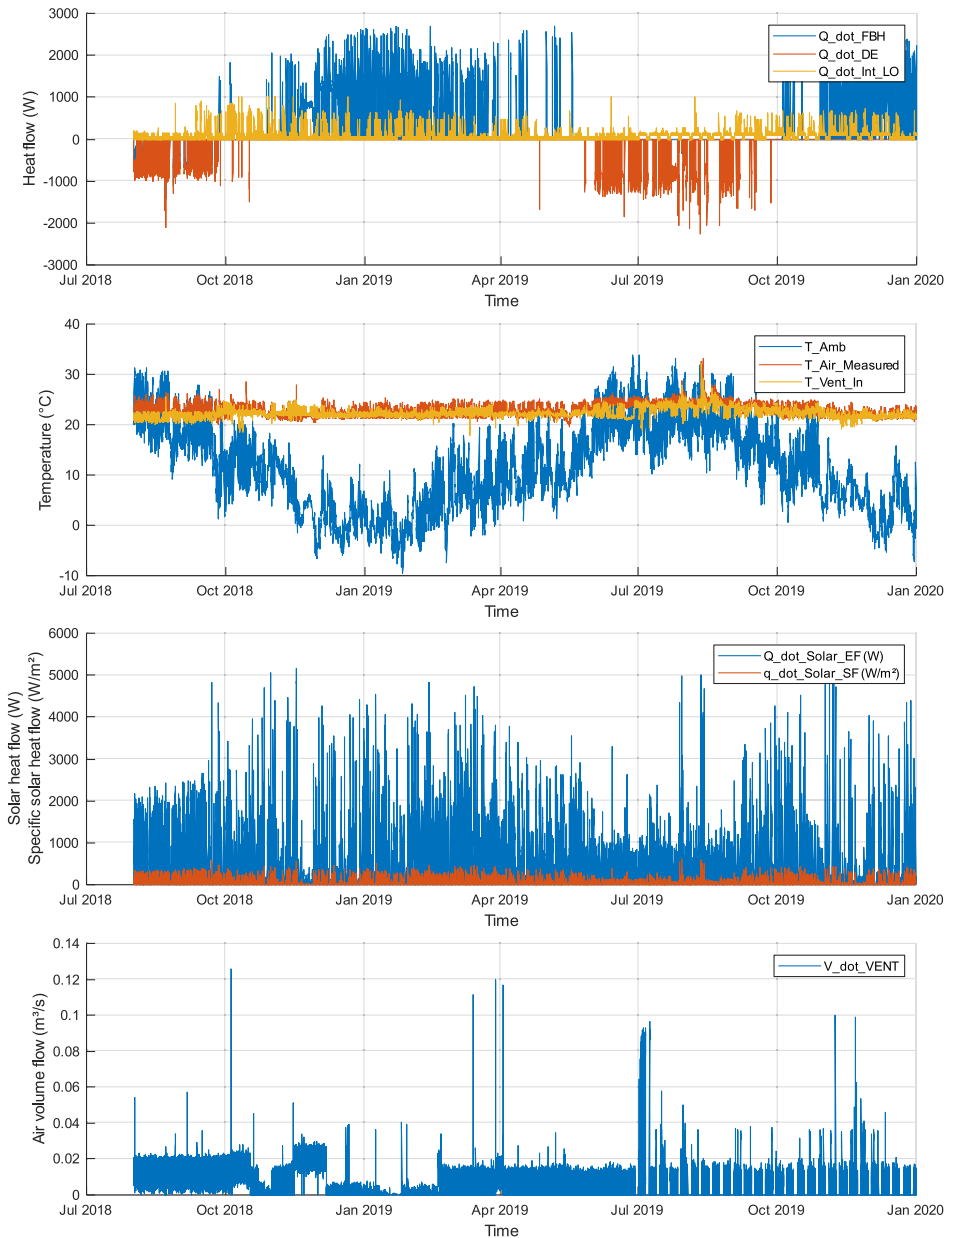 3000
2000
1000
0
-1000
-2000
-3000
Heat flow (W)
Q_dot_FBH
Q_dot_DE
Q_dot_Int_LO
Jul 2018
Oct 2018
Jan 2019
Apr 2019
Jul 2019
Oct 2019
Jan 2020
Time
40
30
20
10
0
-10
Temperature (°C)
T_Amb
T_Air_Measured
T_Vent_In
Jul 2018
Oct 2018
Jan 2019
Apr 2019
Jul 2019
Oct 2019
Jan 2020
Time
6000
5000
4000
3000
2000
1000
0
Solar heat flow (W)
Specific solar heat flow (W/m²)
Q_dot_Solar_EF (W)
q_dot_Solar_SF (W/m²)
Jul 2018
Oct 2018
Jan 2019
Apr 2019
Jul 2019
Oct 2019
Jan 2020
Time
0.14
0.12
0.1
0.08
0.06
0.04
0.02
0
Air volume flow (m³/s)
V_dot_VENT
Jul 2018
Oct 2018
Jan 2019
Apr 2019
Jul 2019
Oct 2019
Jan 2020
Time